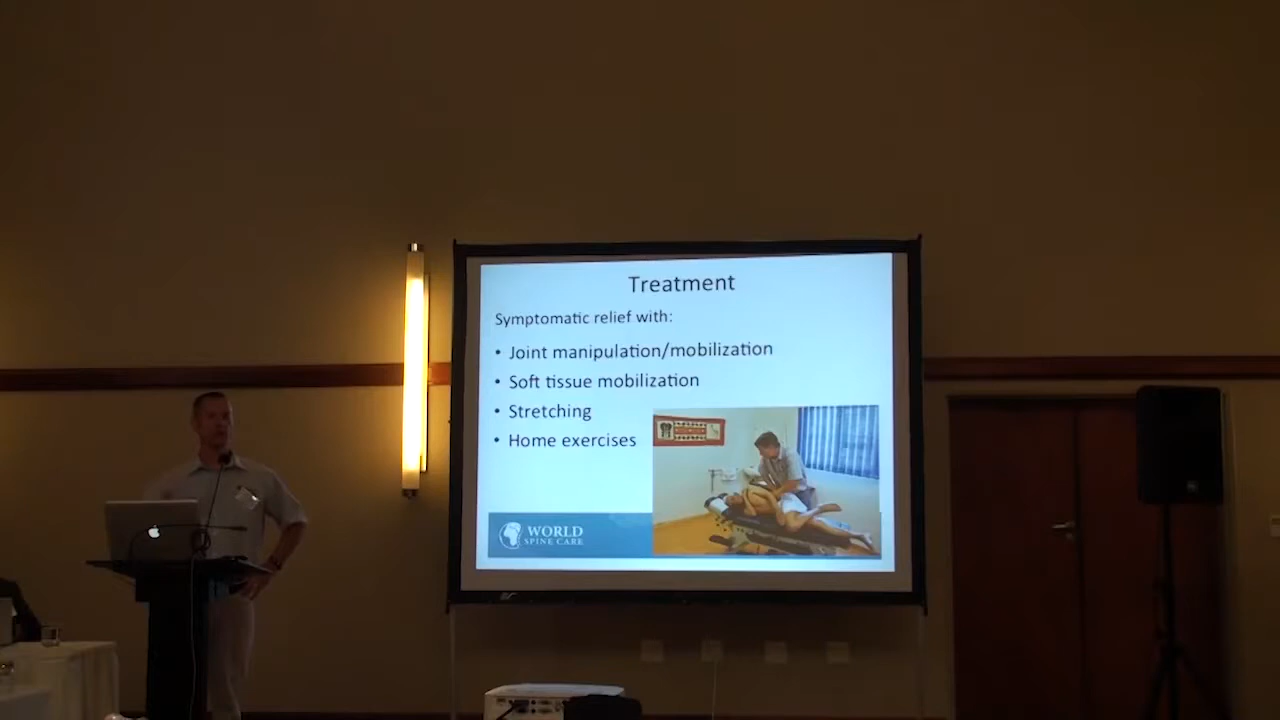 Treatment
Symptomatic relief with:
• Joint manipulation/mobilization
• Soft tissue mobilization
• Stretching
• Home exercises
WORLD
SPINE CARE